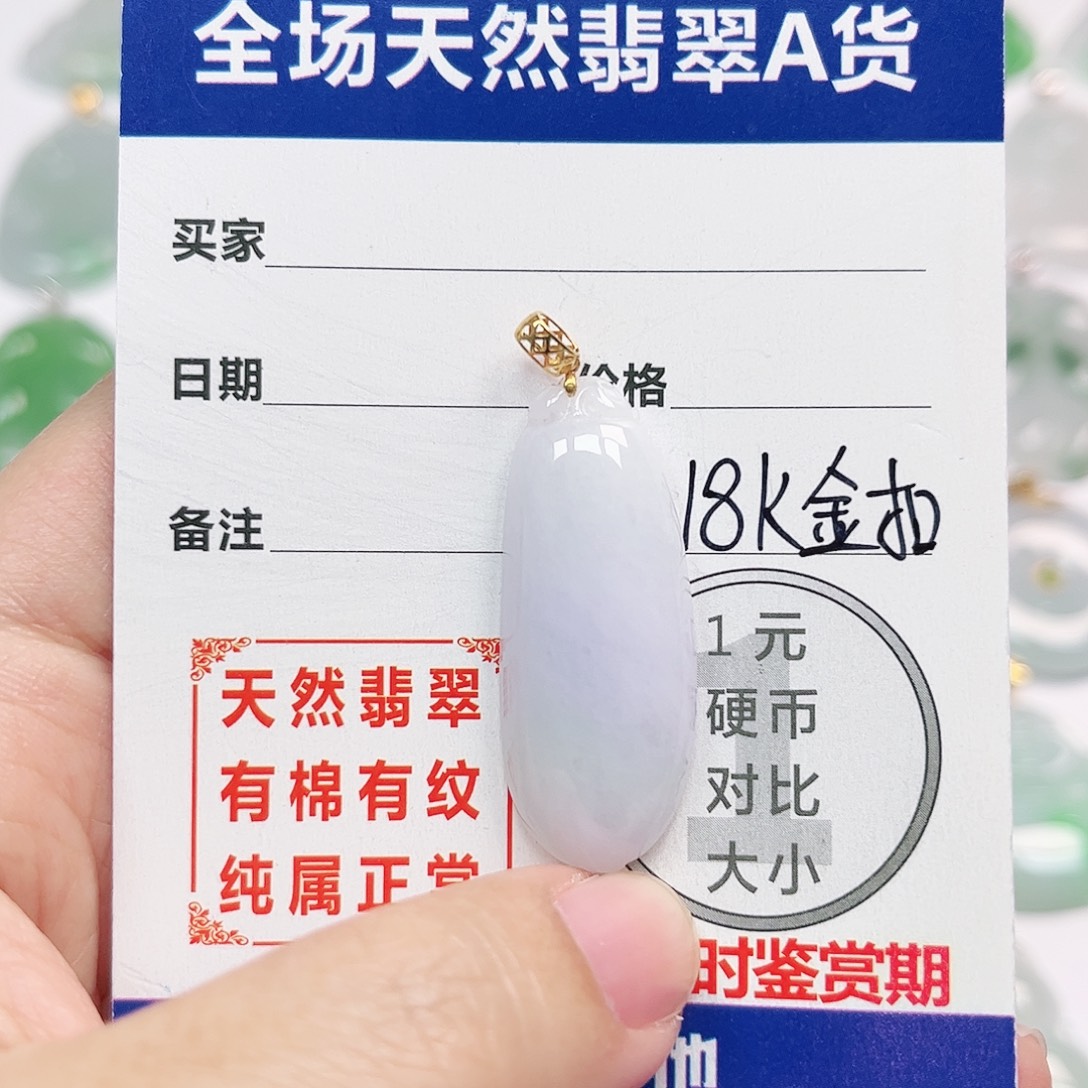 全场天然翡翠A货
买家
日期
价格
备注
18K金扣
天然翡翠
有棉有纹
纯属正常
1元
硬币
对比
大小
时鉴赏期